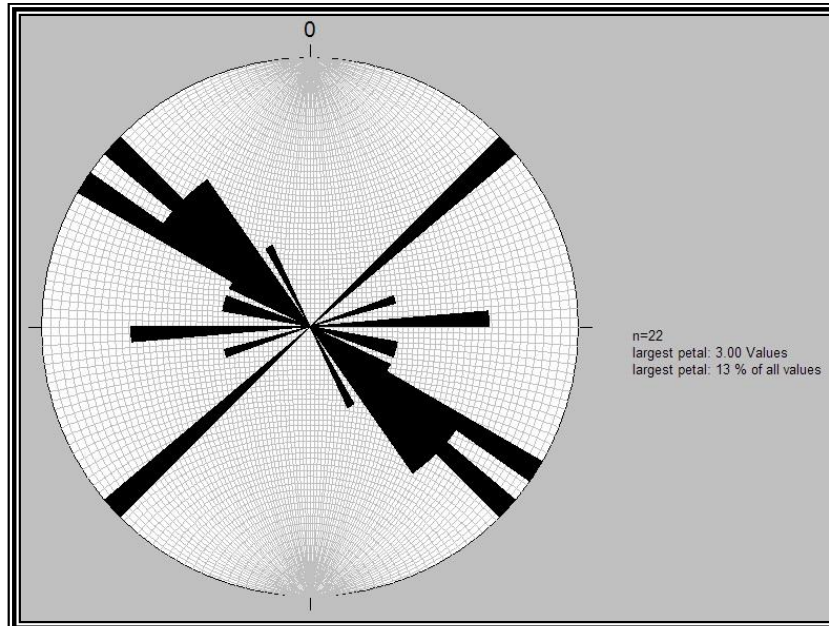 0
n=22
largest petal: 3.00 Values
largest petal: 13 % of all values